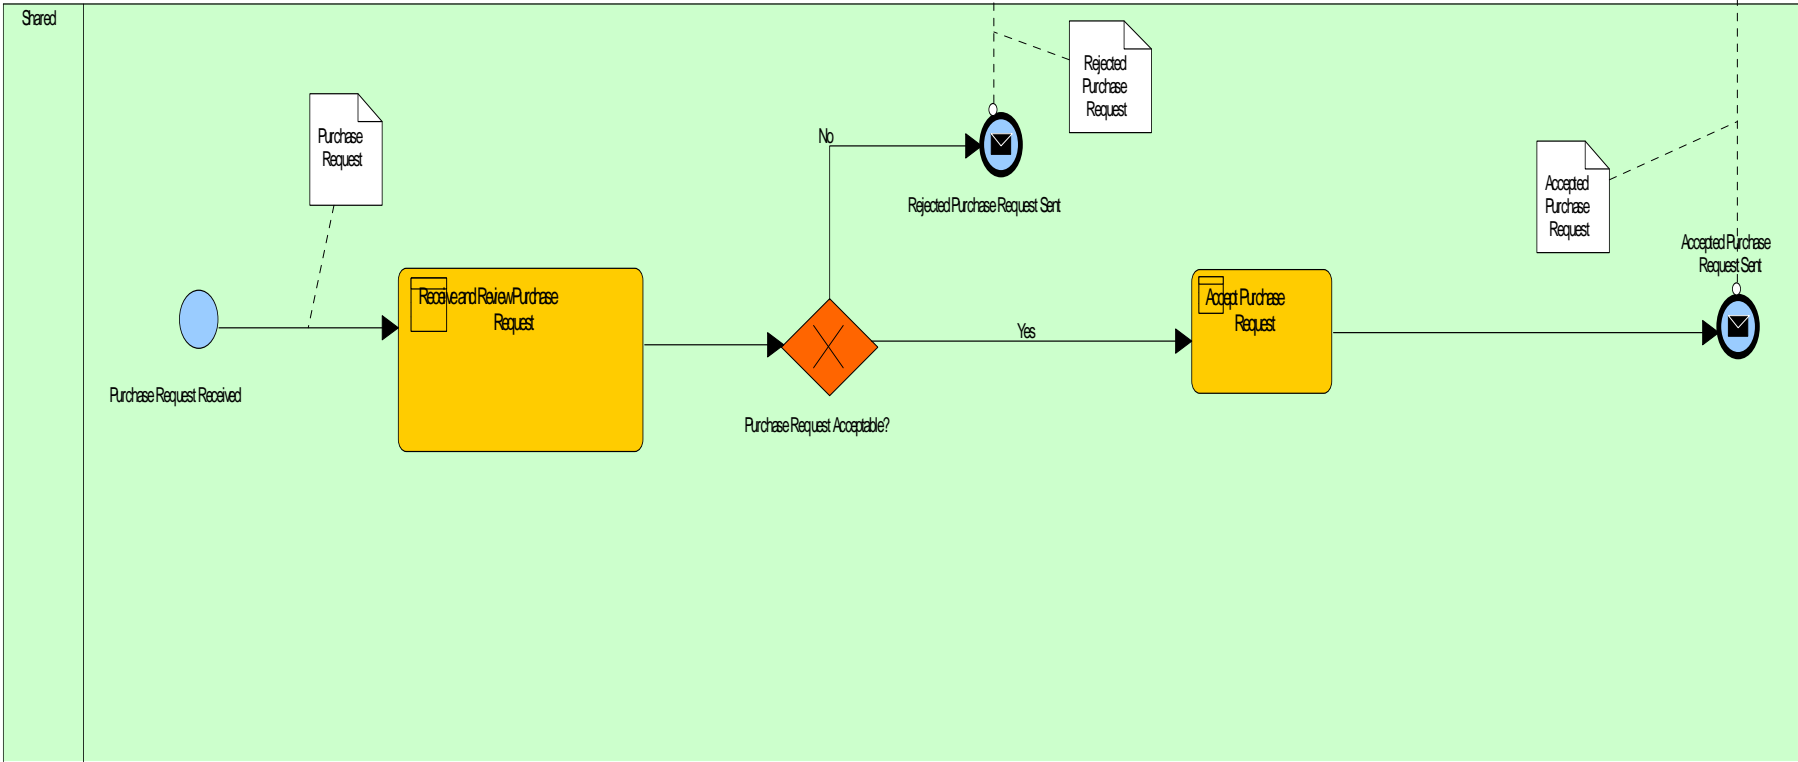 Shared
Rejected
Purchase
Request
Purchase
Request
No
Accepted
Purchase
Request
Rejected Purchase Request Sent
Accepted Purchase
Request Sent
Receive and Review Purchase
Request
Accept Purchase
Request
Yes
Purchase Request Received
Purchase Request Acceptable?